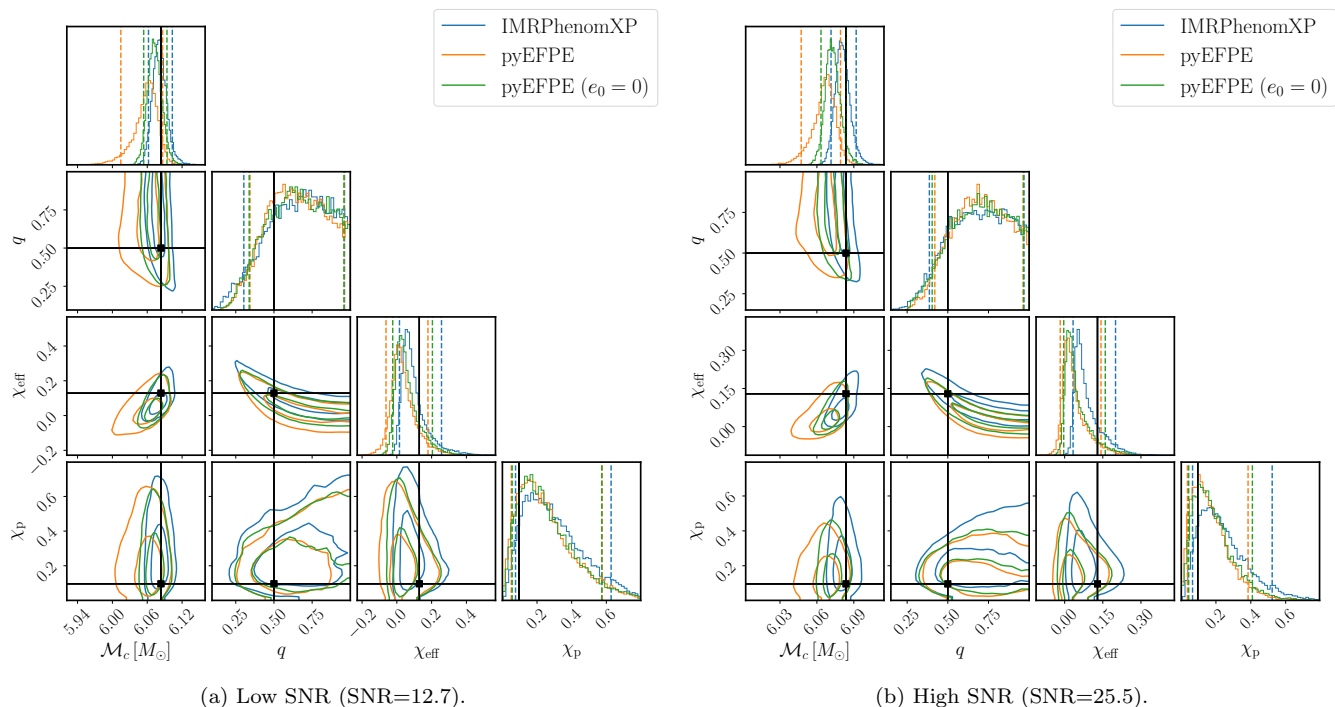 IMRPhenomXP
pyEFPE
pyEFPE (e₀ = 0)
q
0.75
0.50
0.25
χeff
0.4
0.2
0.0
−0.2
χp
0.6
0.4
0.2
5.94
6.00
6.06
6.12
0.25
0.50
0.75
−0.2
0.0
0.2
0.4
0.2
0.4
0.6
ℳc [M⊙]
q
χeff
χp
(a) Low SNR (SNR=12.7).
IMRPhenomXP
pyEFPE
pyEFPE (e₀ = 0)
q
0.75
0.50
0.25
χeff
0.30
0.15
0.00
χp
0.6
0.4
0.2
6.03
6.06
6.09
0.25
0.50
0.75
0.00
0.15
0.30
0.2
0.4
0.6
ℳc [M⊙]
q
χeff
χp
(b) High SNR (SNR=25.5).